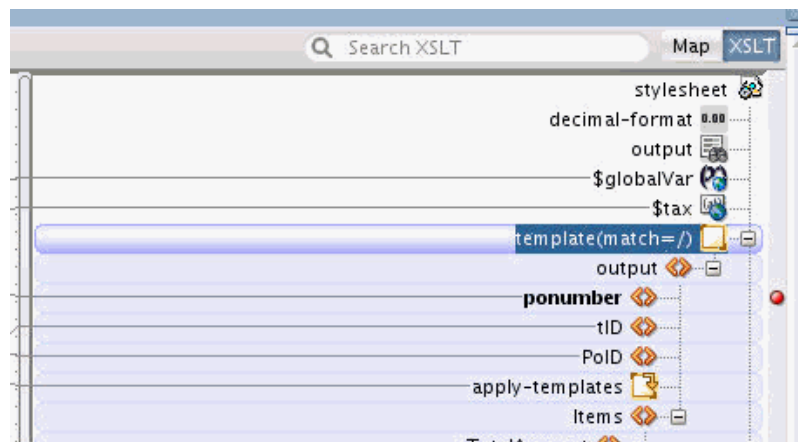 Search XSLT
Map XSLT
stylesheet
decimal-format 0.00
output
$globalVar
$tax
template(match=/)
output
ponumber
tID
PoID
apply-templates
Items